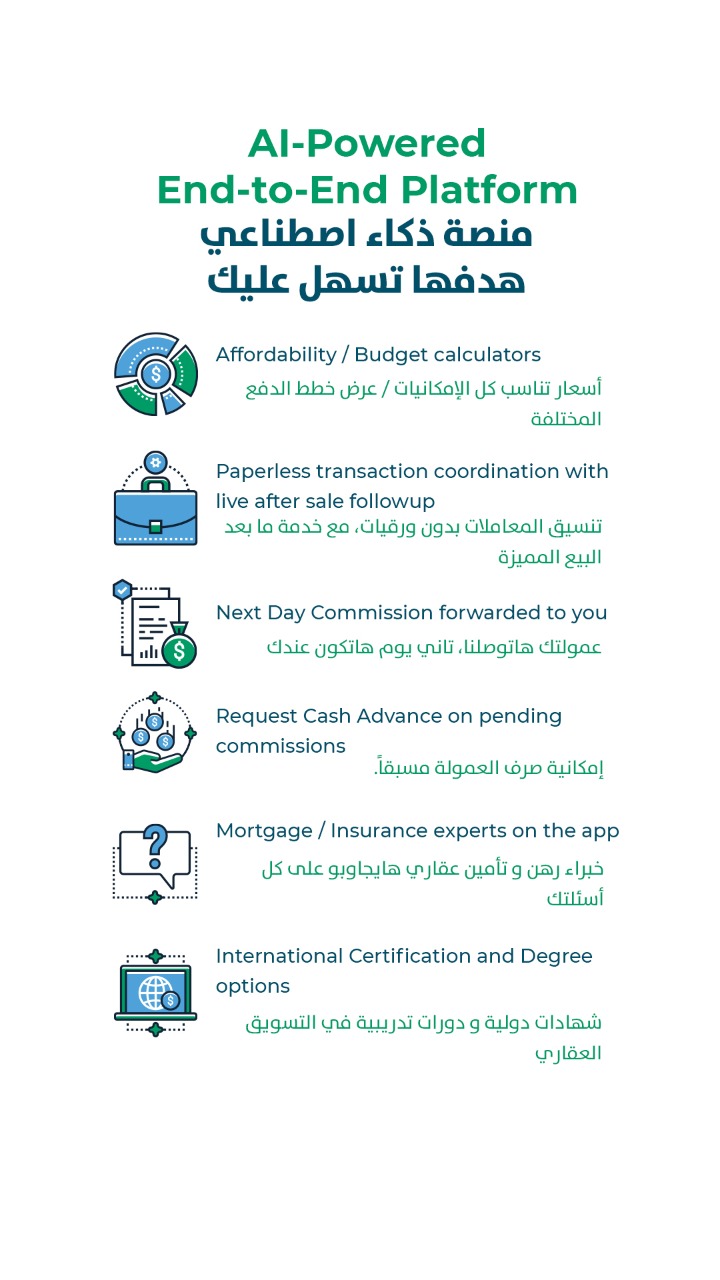 AI-Powered
End-to-End Platform
منصة ذكاء اصطناعي
هدفها تسهل عليك
Affordability / Budget calculators
أسعار تناسب كل الإمكانيات / عرض خطط الدفع
المختلفة
Paperless transaction coordination with
live after sale followup
تنسيق المعاملات بدون ورقيات، مع خدمة ما بعد
البيع المميزة
Next Day Commission forwarded to you
عمولتك هاتوصلنا، تاني يوم هاتكون عندك
Request Cash Advance on pending
commissions
إمكانية صرف العمولة مسبقاً.
Mortgage / Insurance experts on the app
خبراء رهن و تأمين عقاري هايجاوبو على كل
أسئلتك
International Certification and Degree
options
شهادات دولية و دورات تدريبية في التسويق
العقاري